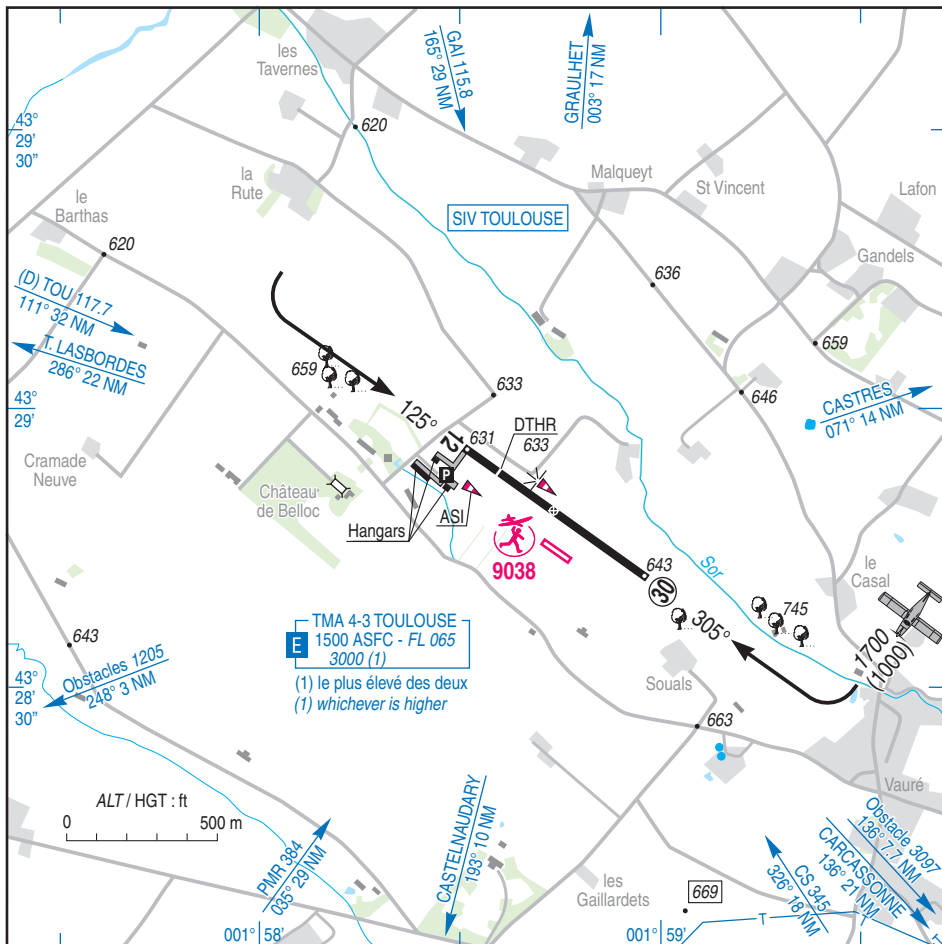 les
Tavernes
GAI 115.8
165° 29 NM
GRAULHET
003° 17 NM
43°
29'
30"
620
la
Rute
Malqueyt
St Vincent
Lafon
le
Barthas
SIV TOULOUSE
620
636
Gandels
(D) TOU 117.7
111° 32 NM
T. LASBORDES
286° 22 NM
659
659
43°
29'
633
646
CASTRES
071° 14 NM
125°
12
631
DTHR
633
Cramade
Neuve
Château
de Belloc
P
Hangars
ASI
9038
643
30
Sor
le
Casal
745
305°
1700
(1000)
TMA 4-3 TOULOUSE
E
1500 ASFC - FL 065
3000 (1)
(1) le plus élevé des deux
(1) whichever is higher
643
Obstacles 1205
248° 3 NM
43°
28'
30"
Souals
663
Vauré
ALT / HGT : ft
0
500 m
PMR 384
035° 29 NM
CASTELNAUDARY
198° 10 NM
les
Gaillardets
669
CS 345
326° 18 NM
CARCASSONNE
136° 21 NM
Obstacle 3097
136° 7.7 NM
T
T
001° 58'
001° 59'